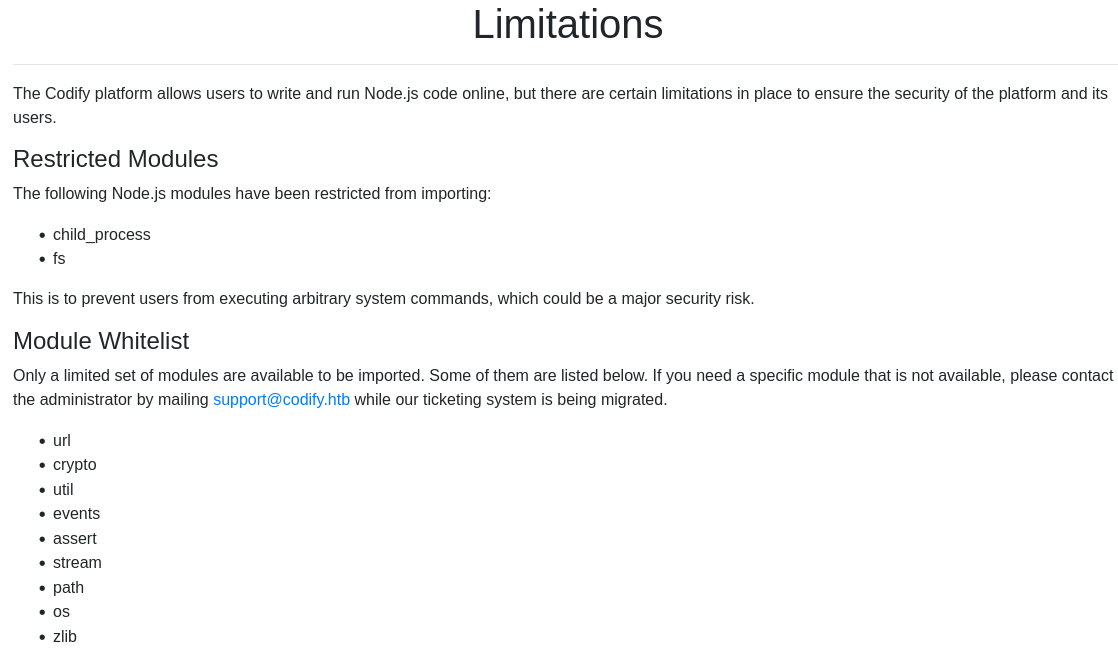 Limitations
The Codify platform allows users to write and run Node.js code online, but there are certain limitations in place to ensure the security of the platform and its
users.
Restricted Modules
The following Node.js modules have been restricted from importing:
• child_process
• fs
This is to prevent users from executing arbitrary system commands, which could be a major security risk.
Module Whitelist
Only a limited set of modules are available to be imported. Some of them are listed below. If you need a specific module that is not available, please contact
the administrator by mailing support@codify.htb while our ticketing system is being migrated.
• url
• crypto
• util
• events
• assert
• stream
• path
• os
• zlib